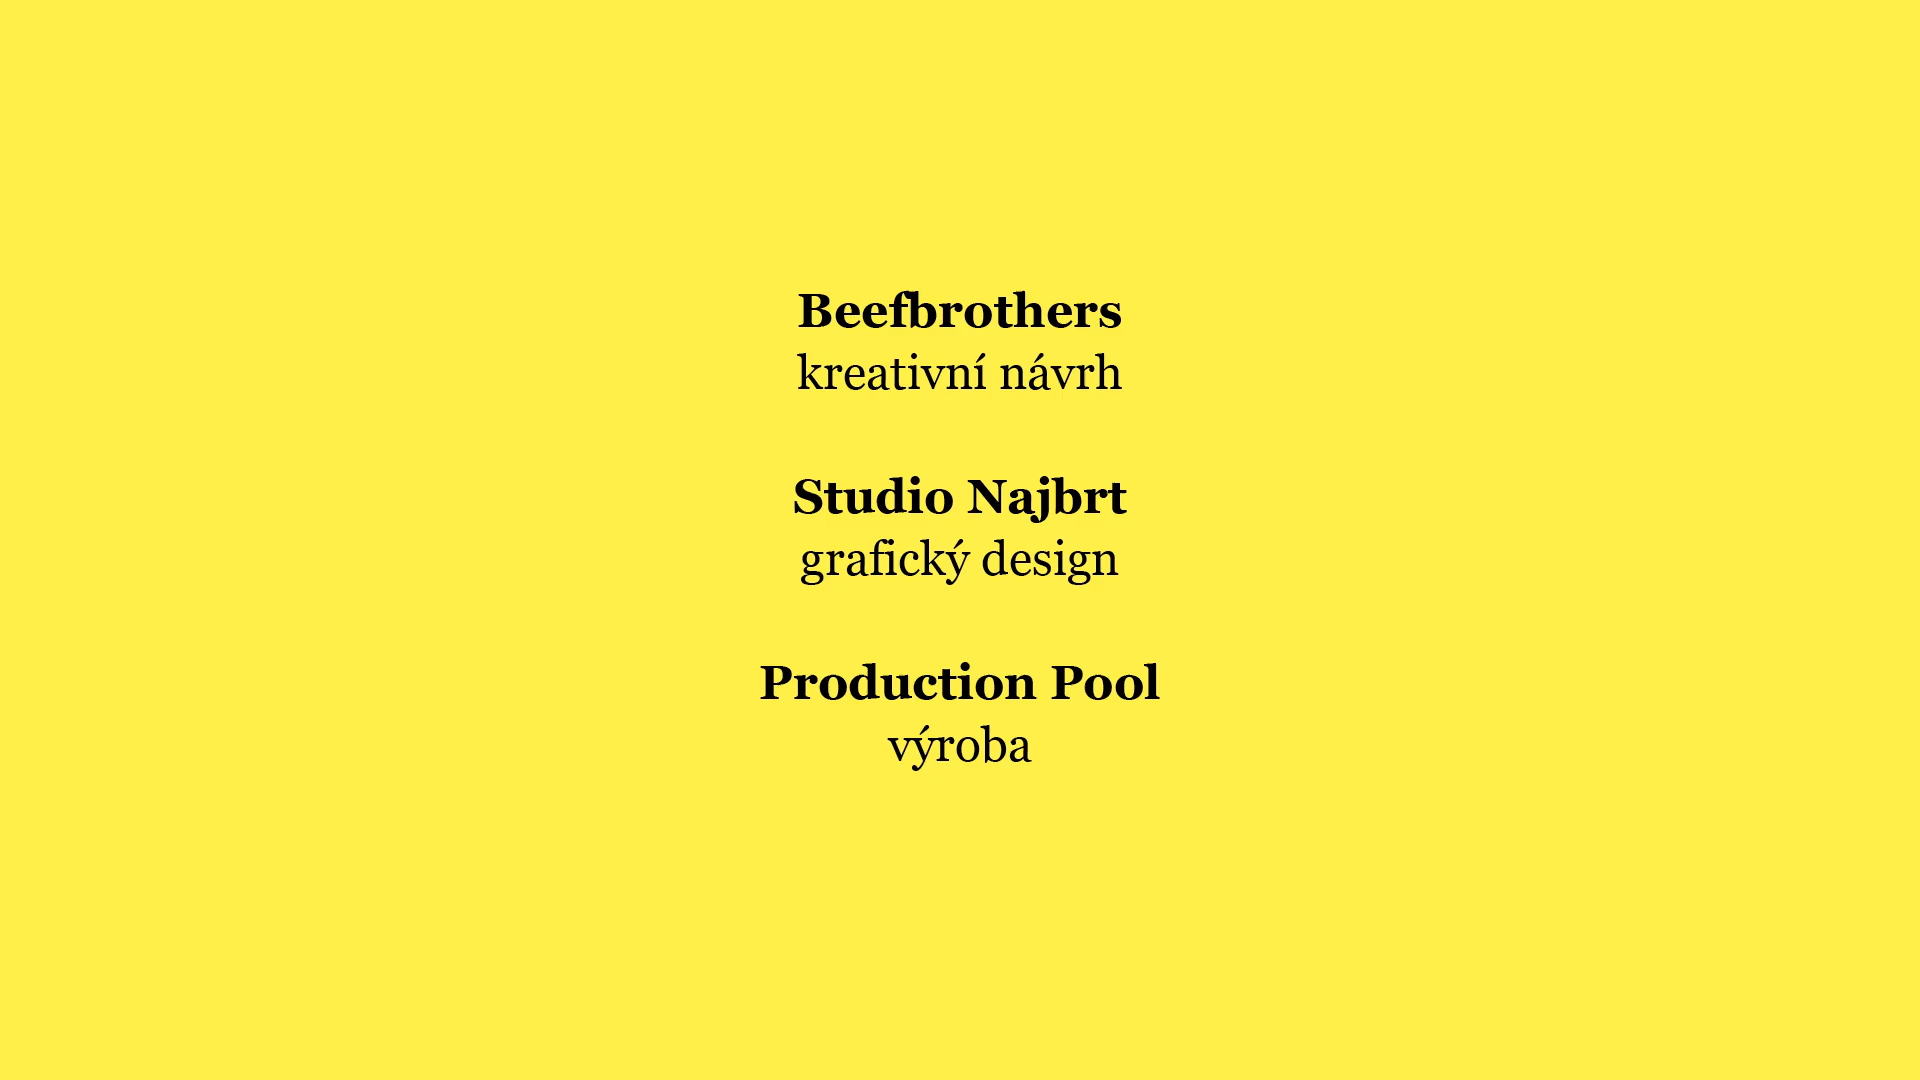 Beefbrothers
kreativní návrh
Studio Najbrt
grafický design
Production Pool
výroba